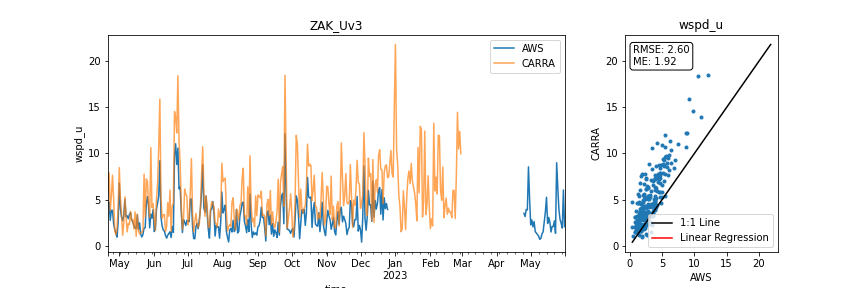 ZAK_Uv3
wspd_u
20
15
10
5
0
AWS
CARRA
May Jun Jul Aug Sep Oct Nov Dec Jan Feb Mar Apr May
2023
wspd_u
CARRA
20
15
10
5
0
RMSE: 2.60
ME: 1.92
1:1 Line
Linear Regression
0 5 10 15 20
AWS